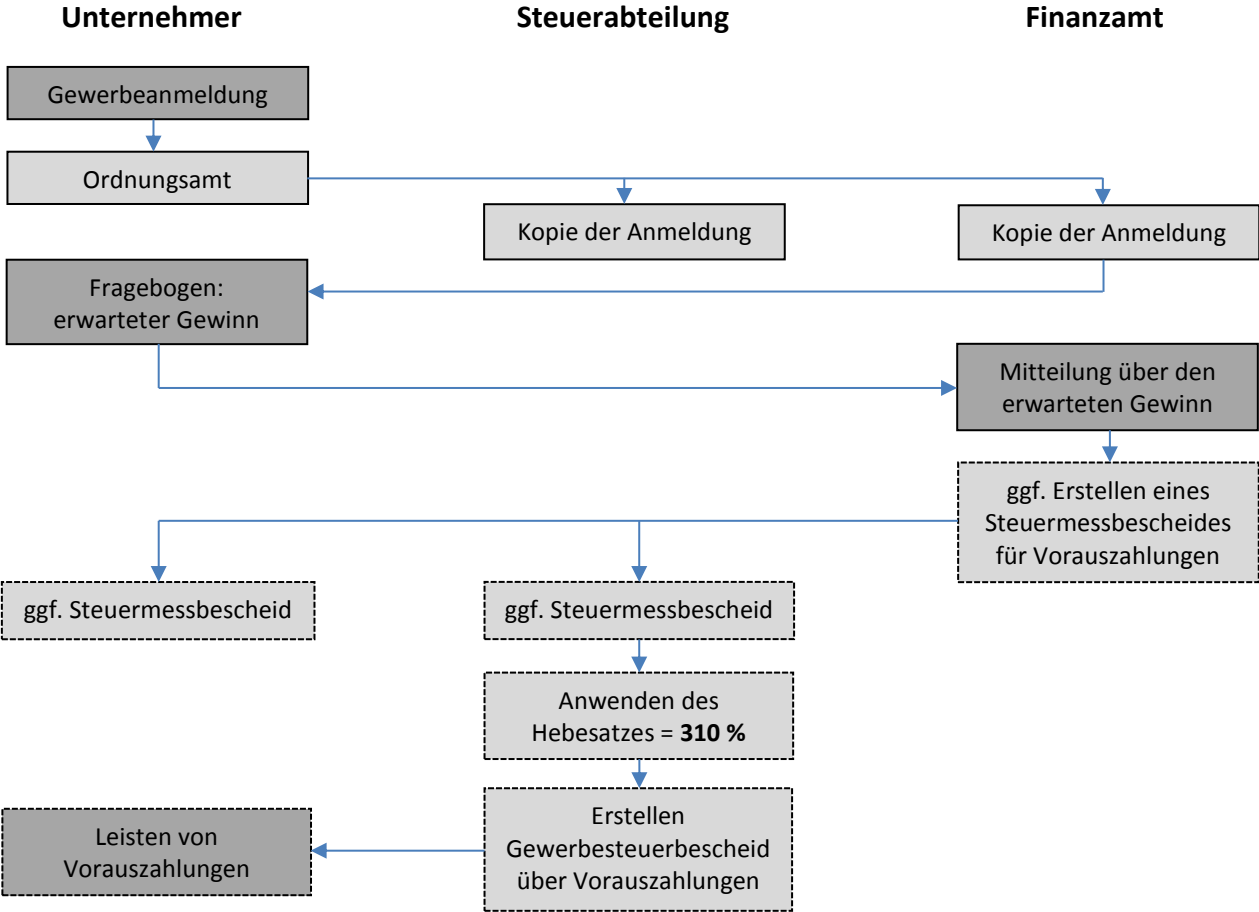 Unternehmer
Steuerabteilung
Finanzamt
Gewerbeanmeldung
Ordnungsamt
Kopie der Anmeldung
Kopie der Anmeldung
Fragebogen:
erwarteter Gewinn
Mitteilung über den
erwarteten Gewinn
ggf. Erstellen eines
Steuermessbescheides
für Vorauszahlungen
ggf. Steuermessbescheid
ggf. Steuermessbescheid
Anwenden des
Hebesatzes = 310 %
Erstellen
Gewerbesteuerbescheid
über Vorauszahlungen
Leisten von
Vorauszahlungen